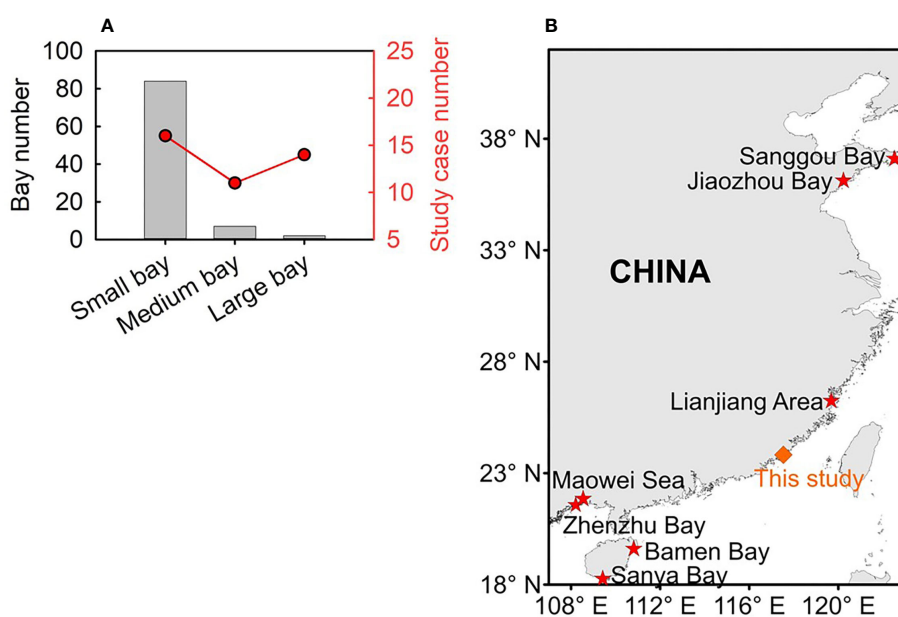 A
100
80
60
40
20
0
Bay number
25
20
15
10
5
Study case number
Small bay
Medium bay
Large bay
B
38° N
33° N
28° N
23° N
18° N
Sanggou Bay
Jiaozhou Bay
CHINA
Lianjiang Area
This study
Maowei Sea
Zhenzhu Bay
Bamen Bay
Sanya Bay
108° E
112° E
116° E
120° E